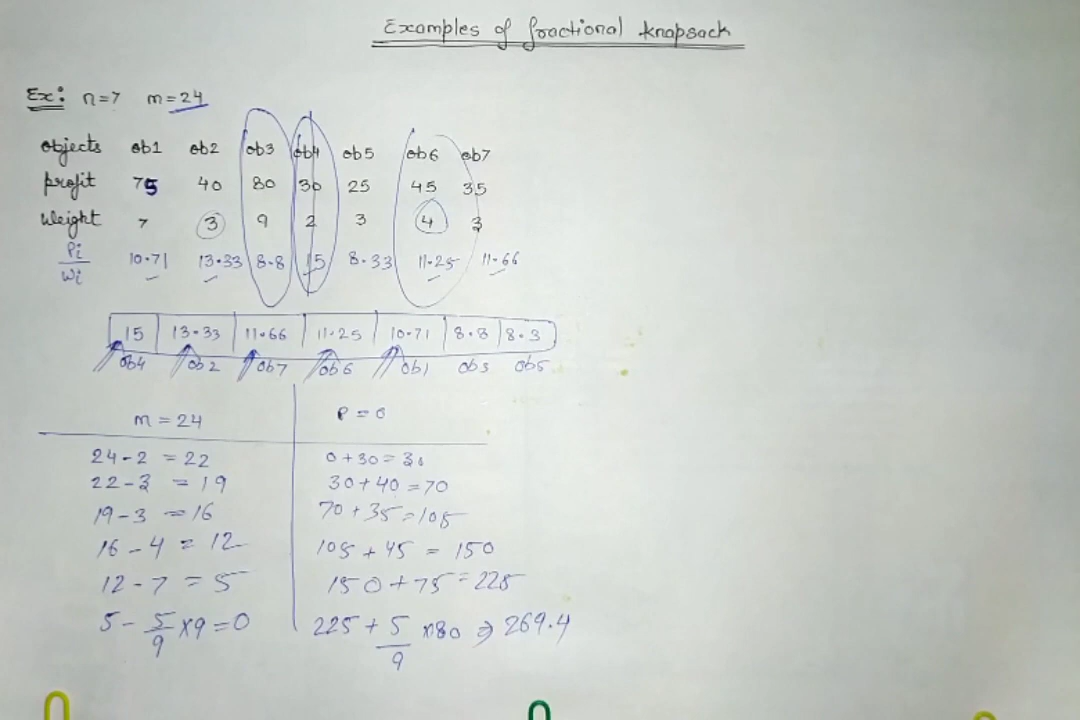 Examples of fractional knapsack
Ex: n=7 m=24
objects ob1 ob2 ob3 ob4 ob5 ob6 ob7
profit 75 40 80 30 25 45 35
Weight 7 3 9 2 3 4 3
Pi/Wi 10.71 13.33 8.8 15 8.33 11.25 11.66
15 13.33 11.66 11.25 10.71 8.8 8.3
ob4 ob2 ob7 ob6 ob1 ob3 ob5
m = 24 P = 0
24-2 = 22 0+30=30
22-3 = 19 30+40=70
19-3 = 16 70+35=105
16-4 = 12 105+45 = 150
12-7 = 5 150+75=225
5-5/9×9=0 225+5/9×80 ⇒ 269.4